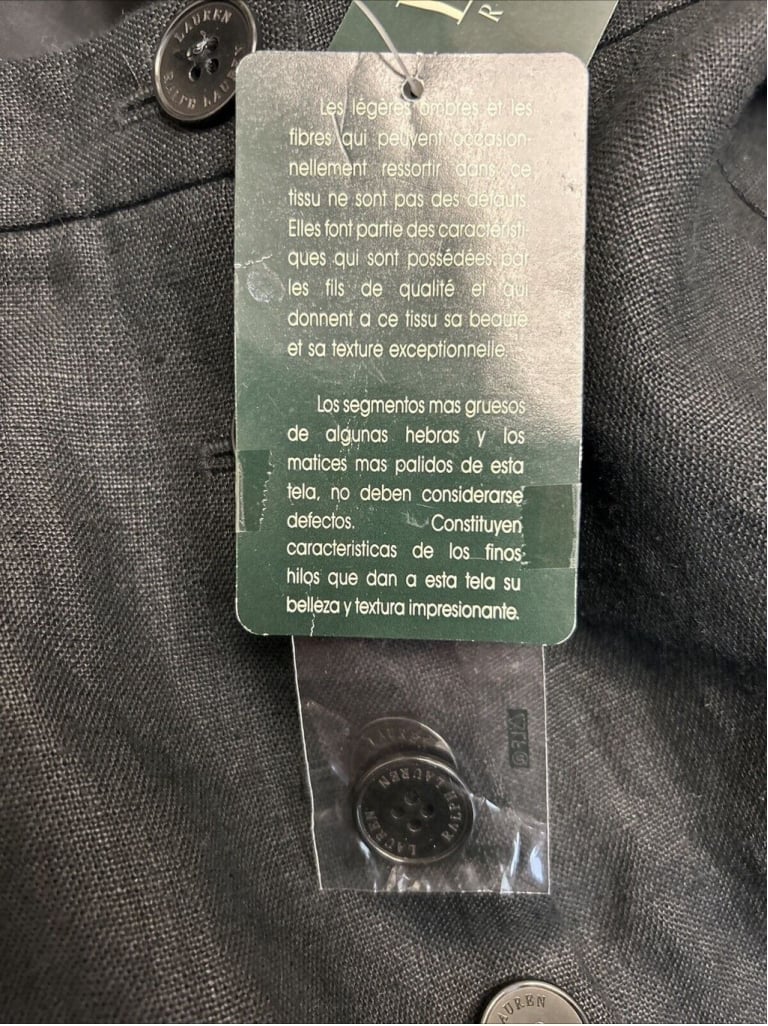 LAUREN
RALPH LAUREN
L
R
Les légères ombres et les
fibres qui peuvent occasion-
nellement ressortir dans ce
tissu ne sont pas des défauts
Elles font partie des caractéristi-
ques qui sont possédées par
les fils de qualité et qui
donnent a ce tissu sa beauté
et sa texture exceptionnelle.
Los segmentos mas gruesos
de algunas hebras y los
matices mas palidos de esta
tela, no deben considerarse
defectos. Constituyen
caracteristicas de los finos
hilos que dan a esta tela su
belleza y textura impresionante.
LAUREN
RALPH LAUREN
LAUREN